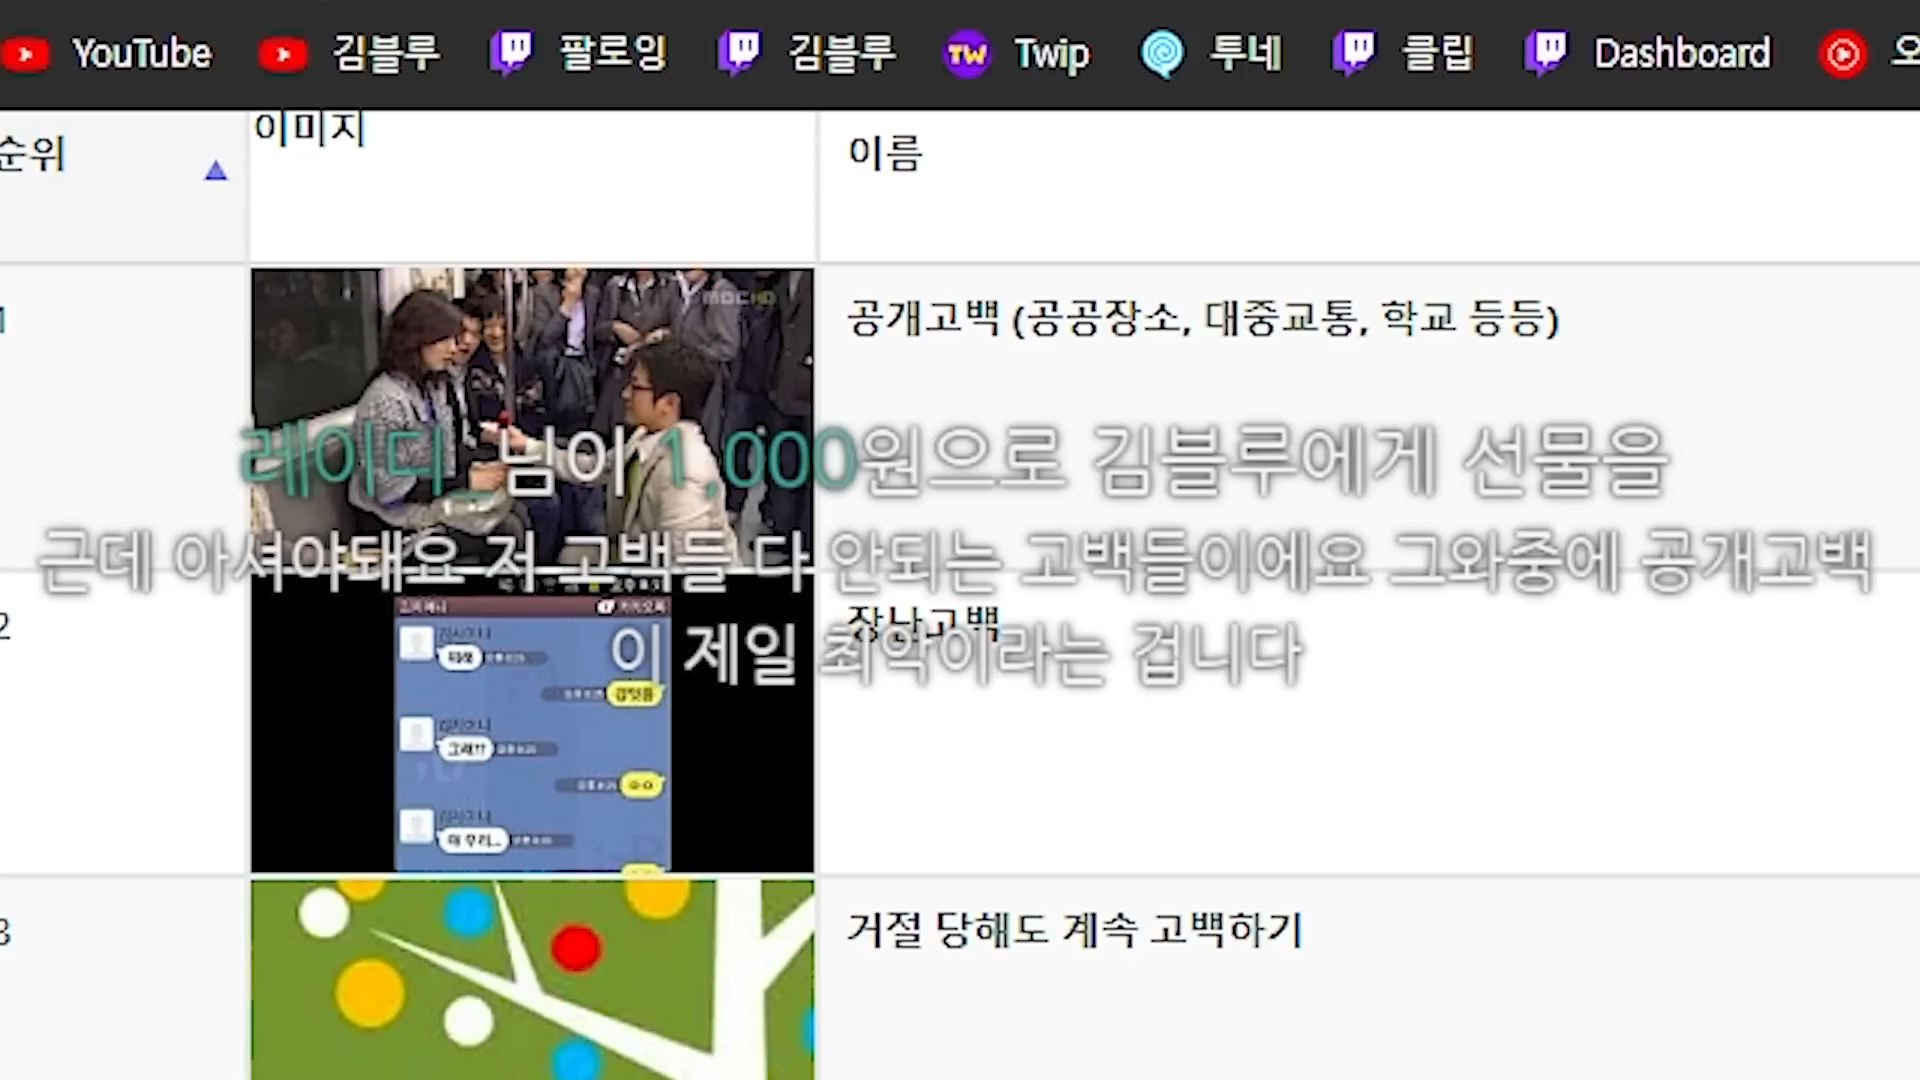 YouTube 김블루 팔로잉 김블루 Twip 투네 클립 Dashboard
순위 이미지 이름
MBC HD
1 공개고백 (공공장소, 대중교통, 학교 등등)
레이디_님이 1,000원으로 김블루에게 선물을
근데 아셔야돼요 저 고백들 다 안되는 고백들이에요 그와중에 공개고백
이 제일 최악이라는 겁니다
2 장난고백
그래??
3 거절 당해도 계속 고백하기